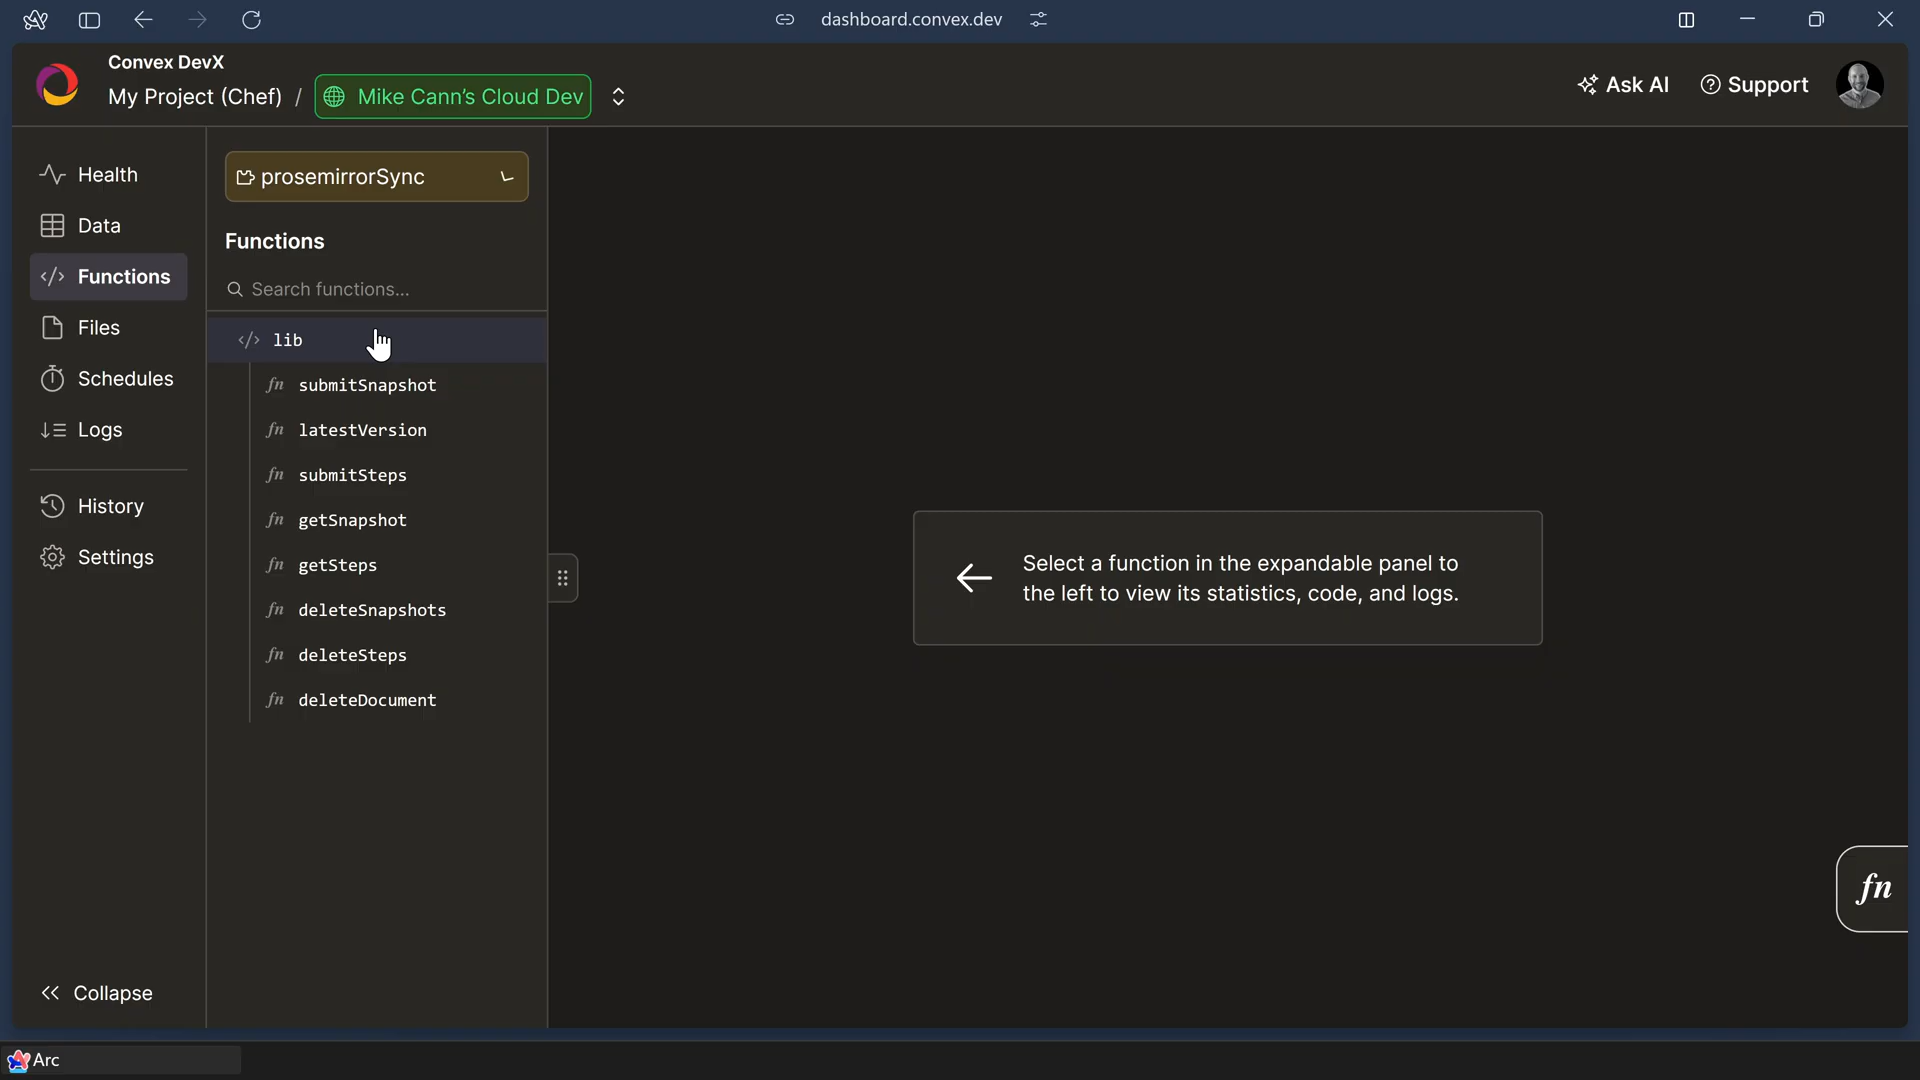 dashboard.convex.dev
Convex DevX
My Project (Chef) / Mike Cann's Cloud Dev
Ask AI
Support
Health
Data
Functions
Files
Schedules
Logs
History
Settings
Collapse
prosemirrorSync
Functions
Search functions...
</> lib
fn submitSnapshot
fn latestVersion
fn submitSteps
fn getSnapshot
fn getSteps
fn deleteSnapshots
fn deleteSteps
fn deleteDocument
Select a function in the expandable panel to
the left to view its statistics, code, and logs.
fn
Arc